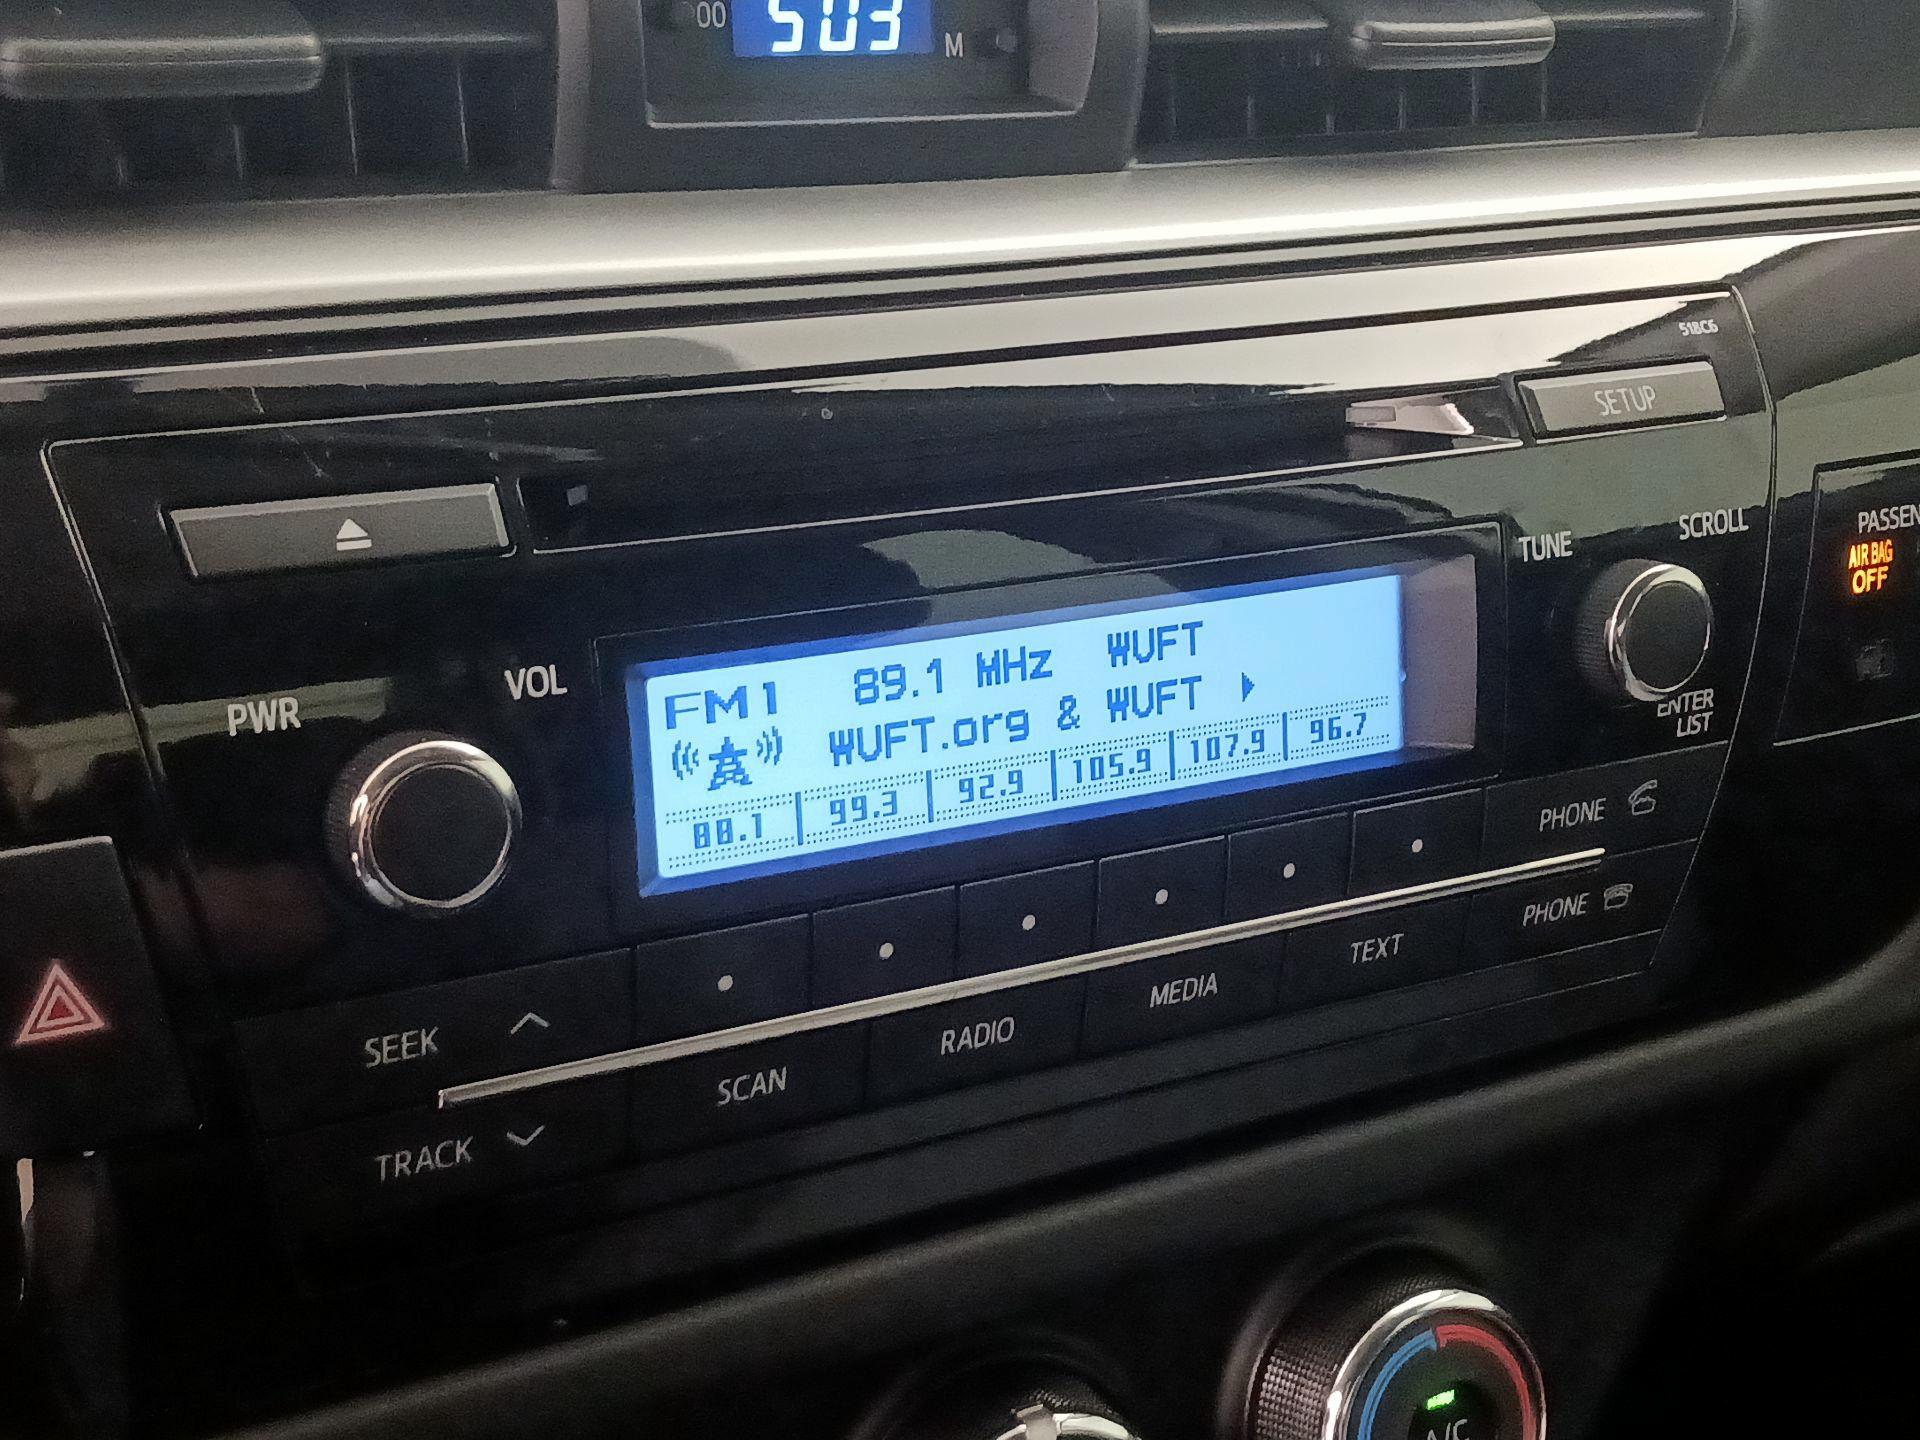 00
503
M
51BC6
SETUP
TUNE
SCROLL
PASSEN
AIR BAG
OFF
PWR
VOL
FM1 89.1 MHz WUFT
WUFT.org & WUFT
88.1 99.3 92.9 105.9 107.9 96.7
ENTER
LIST
PHONE
PHONE
SEEK
TRACK
SCAN
RADIO
MEDIA
TEXT
A/C